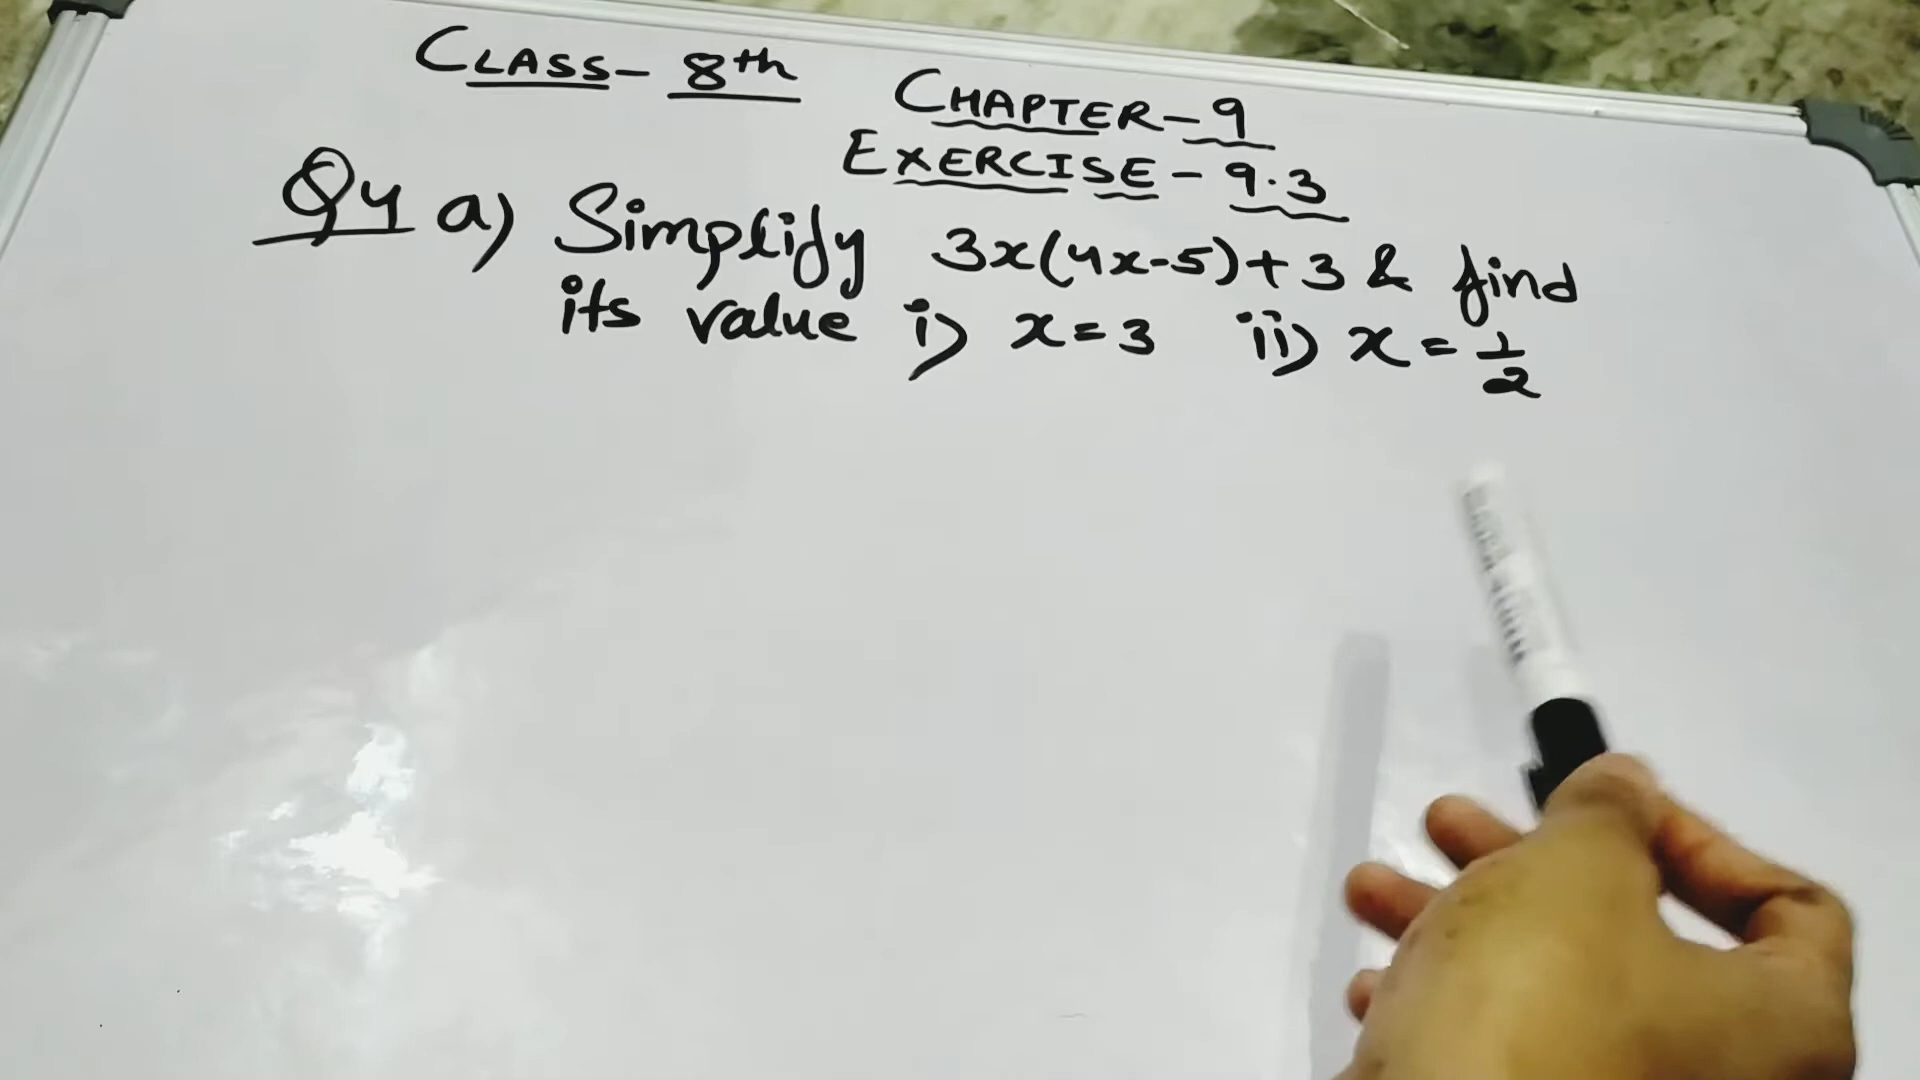 CLASS- 8th CHAPTER-9
EXERCISE-9.3
Q4 a) Simplify 3x(4x-5)+3 & find
its value i) x=3 ii) x=1/2